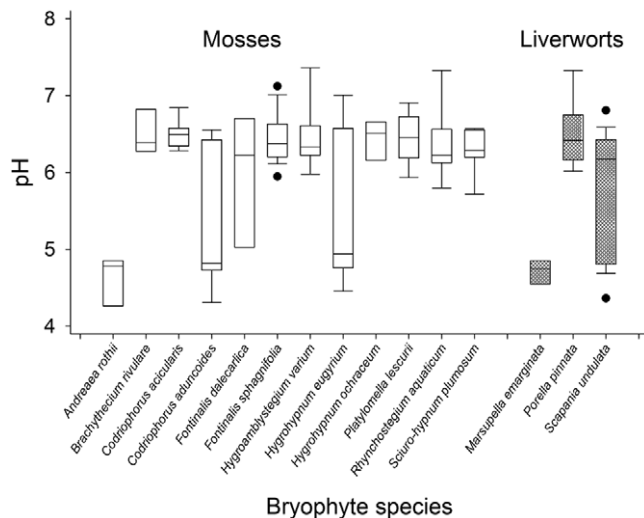 Mosses
Liverworts
pH
8
7
6
5
4
Andreaea rothii
Brachythecium rivulare
Codriophorus acicularis
Codriophorus aduncoides
Fontinalis dalecarlica
Fontinalis sphagnifolia
Hygroamblystegium varium
Hygrohypnum eugyrium
Hygrohypnum ochraceum
Platylomella lescurii
Rhynchostegium aquaticum
Sciuro-hypnum plumosum
Marsupella emarginata
Porella pinnata
Scapania undulata
Bryophyte species